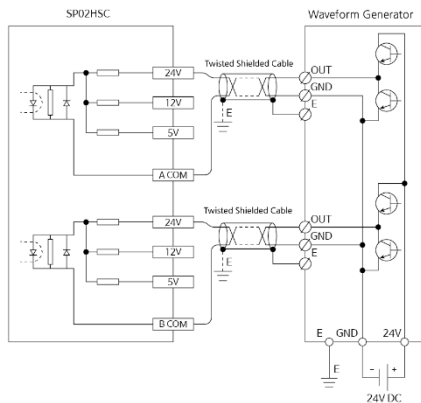 SP02HSC
Waveform Generator
Twisted Shielded Cable
24V
12V
5V
A COM
OUT
GND
E
E
Twisted Shielded Cable
24V
12V
5V
B COM
OUT
GND
E
E
E GND 24V
E
- +
24V DC